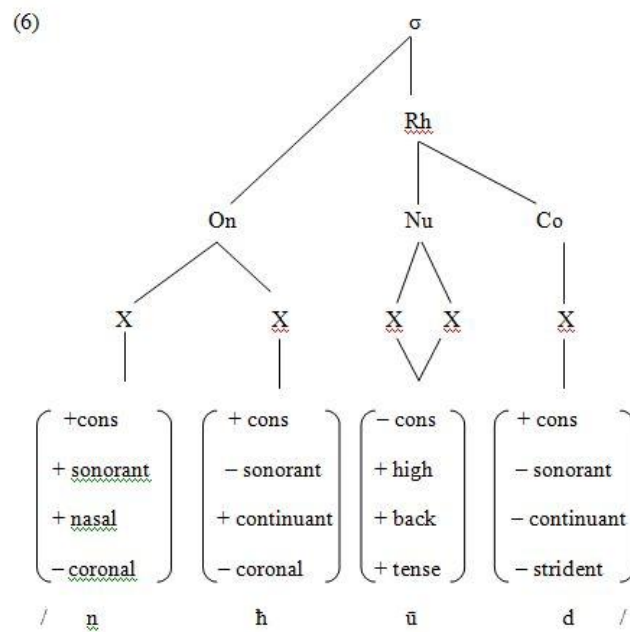 (6) σ
Rh
On Nu Co
X X X X X
+cons + cons – cons + cons
+ sonorant – sonorant + high – sonorant
+ nasal + continuant + back – continuant
– coronal – coronal + tense – strident
/ n ħ ū d /